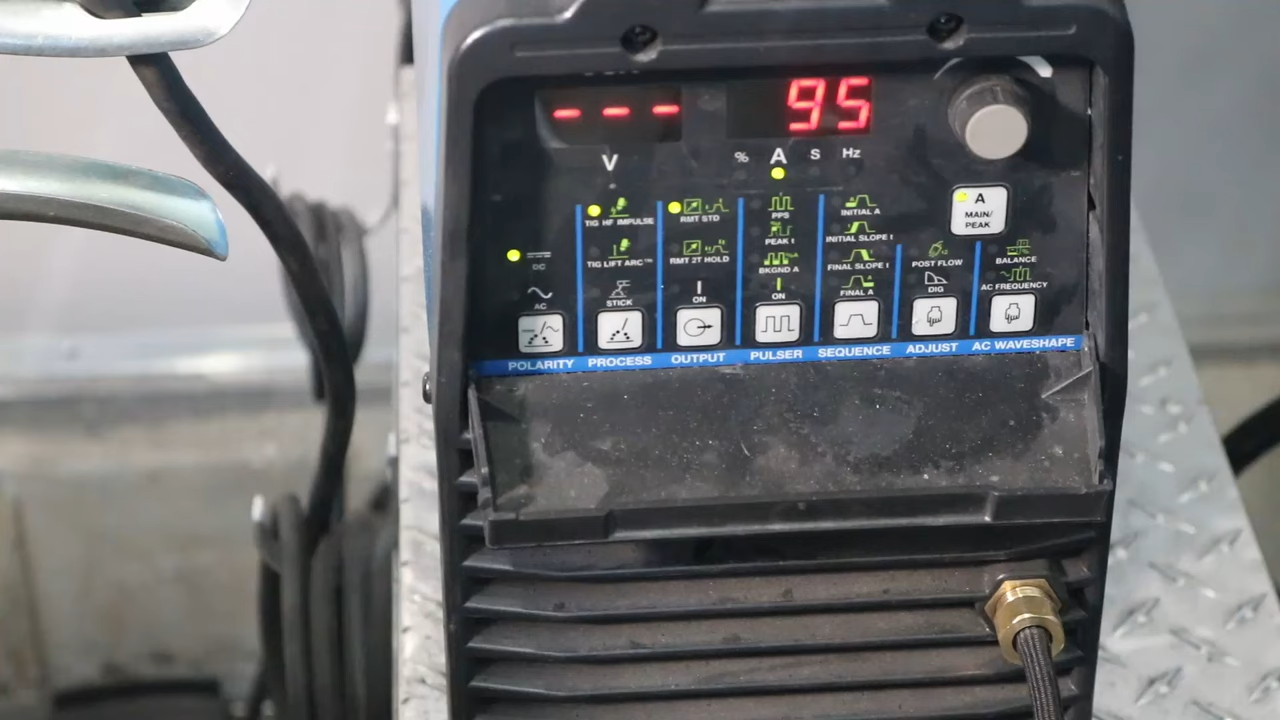 - - - 95
V % A S Hz
A
MAIN/
PEAK
TIG HF IMPULSE RMT STD PPS INITIAL A
PEAK t INITIAL SLOPE t
DC TIG LIFT ARC™ RMT 2T HOLD BKGND A FINAL SLOPE t POST FLOW BALANCE
AC STICK ON ON FINAL A DIG AC FREQUENCY
POLARITY PROCESS OUTPUT PULSER SEQUENCE ADJUST AC WAVESHAPE